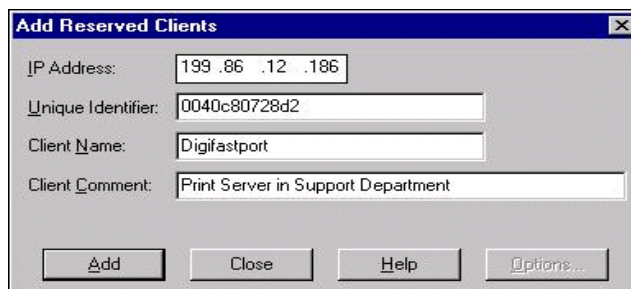 Add Reserved Clients
IP Address: 199 .86 .12 .186
Unique Identifier: 0040c80728d2
Client Name: Digifastport
Client Comment: Print Server in Support Department
Add Close Help Options...